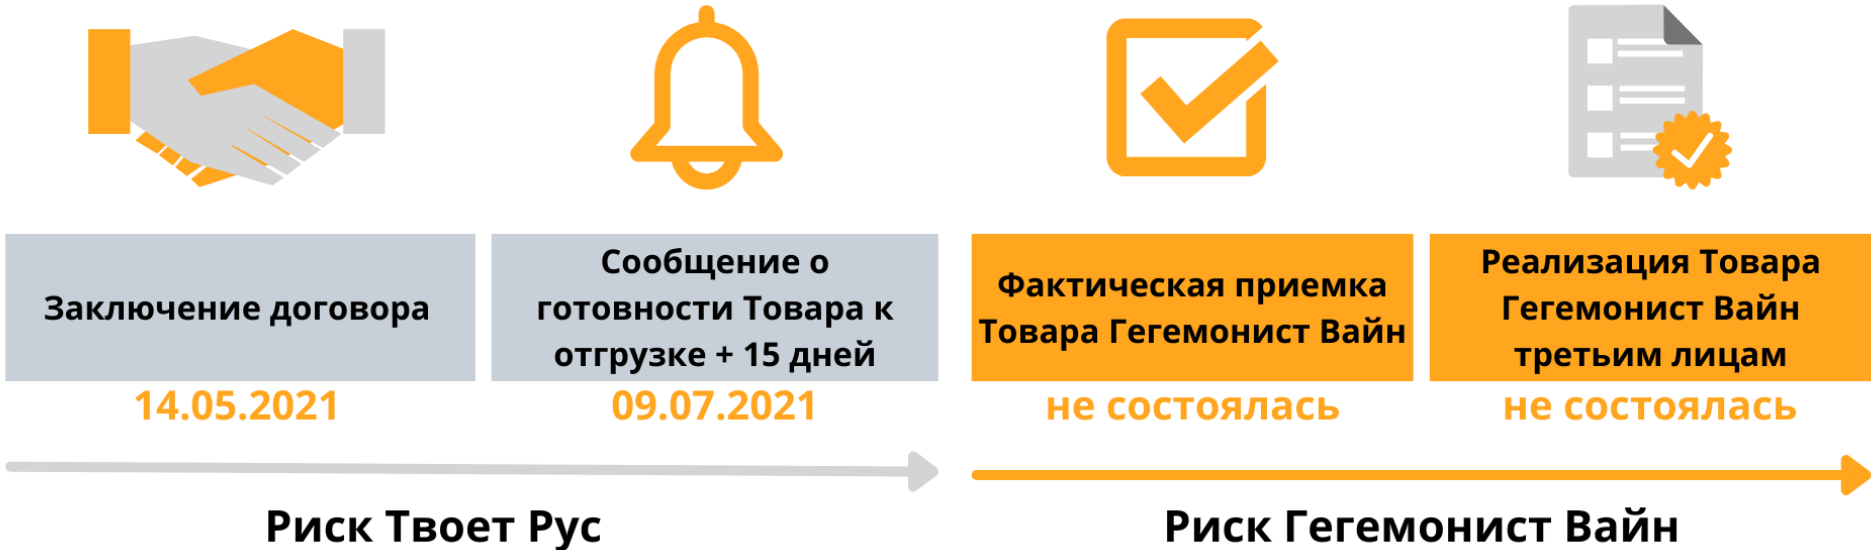 Заключение договора
14.05.2021
Сообщение о
готовности Товара к
отгрузке + 15 дней
09.07.2021
Фактическая приемка
Товара Гегемонист Вайн
не состоялась
Реализация Товара
Гегемонист Вайн
третьим лицам
не состоялась
Риск Твоет Рус
Риск Гегемонист Вайн